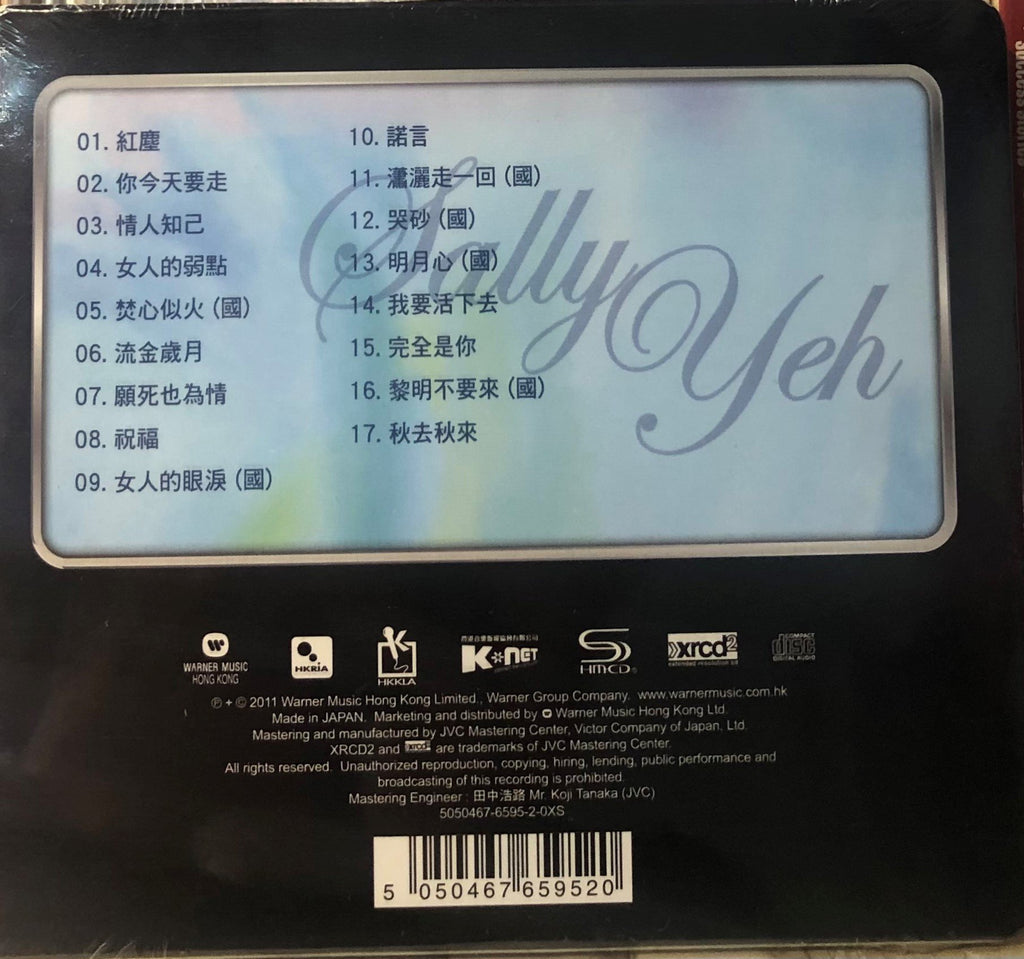 01. 紅塵
02. 你今天要走
03. 情人知己
04. 女人的弱點
05. 焚心似火 (國)
06. 流金歲月
07. 願死也為情
08. 祝福
09. 女人的眼淚 (國)
10. 諾言
11. 瀟灑走一回 (國)
12. 哭砂 (國)
13. 明月心 (國)
14. 我要活下去
15. 完全是你
16. 黎明不要來 (國)
17. 秋去秋來
Sally Yeh
WARNER MUSIC
HONG KONG
HKRIA
HKKLA
K NET
HMCD
xrcd2
extended resolution cd
COMPACT
disc
DIGITAL AUDIO
℗ + © 2011 Warner Music Hong Kong Limited., Warner Group Company. www.warnermusic.com.hk
Made in JAPAN. Marketing and distributed by Warner Music Hong Kong Ltd.
Mastering and manufactured by JVC Mastering Center, Victor Company of Japan, Ltd.
XRCD2 and xrcd2 are trademarks of JVC Mastering Center.
All rights reserved. Unauthorized reproduction, copying, hiring, lending, public performance and
broadcasting of this recording is prohibited.
Mastering Engineer : 田中浩路 Mr. Koji Tanaka (JVC)
5050467-6595-2-0XS
5 050467 659520